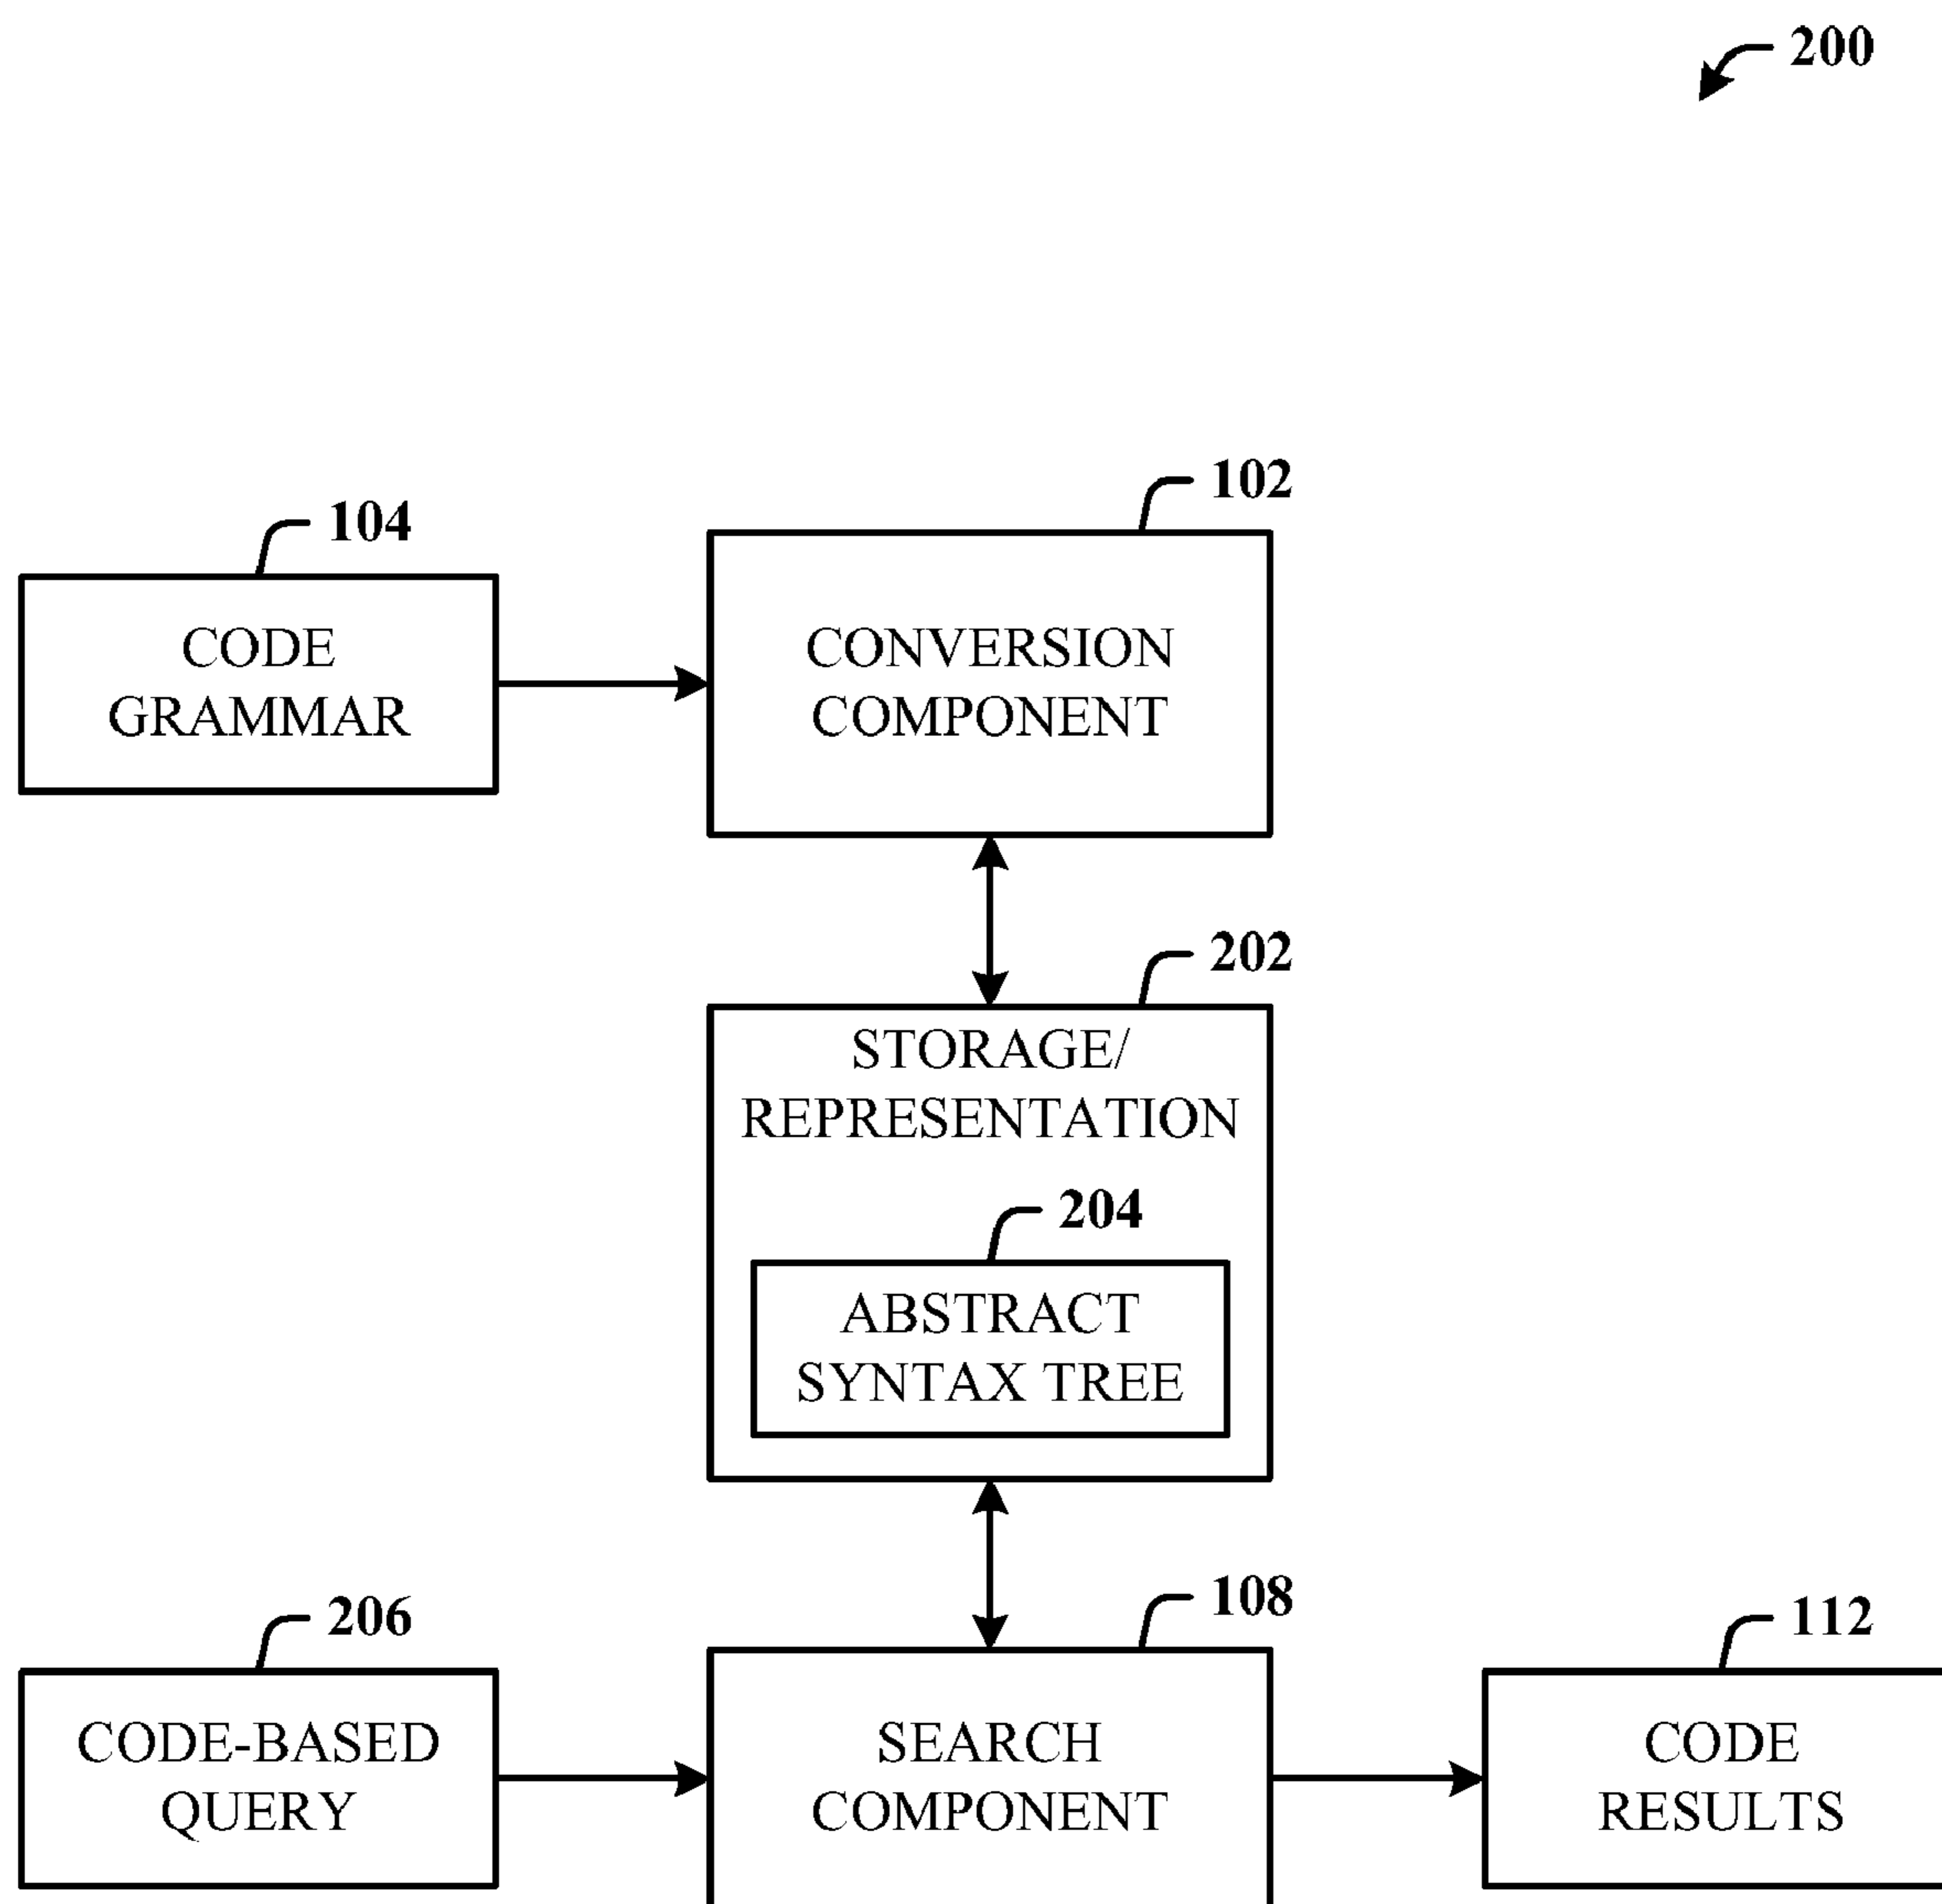 200
102
104
CODE
GRAMMAR
CONVERSION
COMPONENT
202
STORAGE/
REPRESENTATION
204
ABSTRACT
SYNTAX TREE
206
108
112
CODE-BASED
QUERY
SEARCH
COMPONENT
CODE
RESULTS